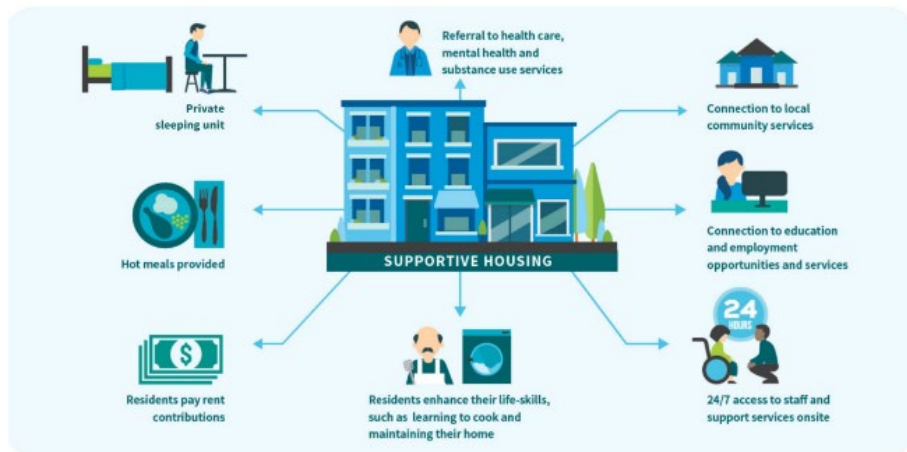 Referral to health care,
mental health and
substance use services
Private
sleeping unit
Connection to local
community services
Hot meals provided
SUPPORTIVE HOUSING
Connection to education
and employment
opportunities and services
$
24
HOURS
Residents pay rent
contributions
Residents enhance their life-skills,
such as learning to cook and
maintaining their home
24/7 access to staff and
support services onsite